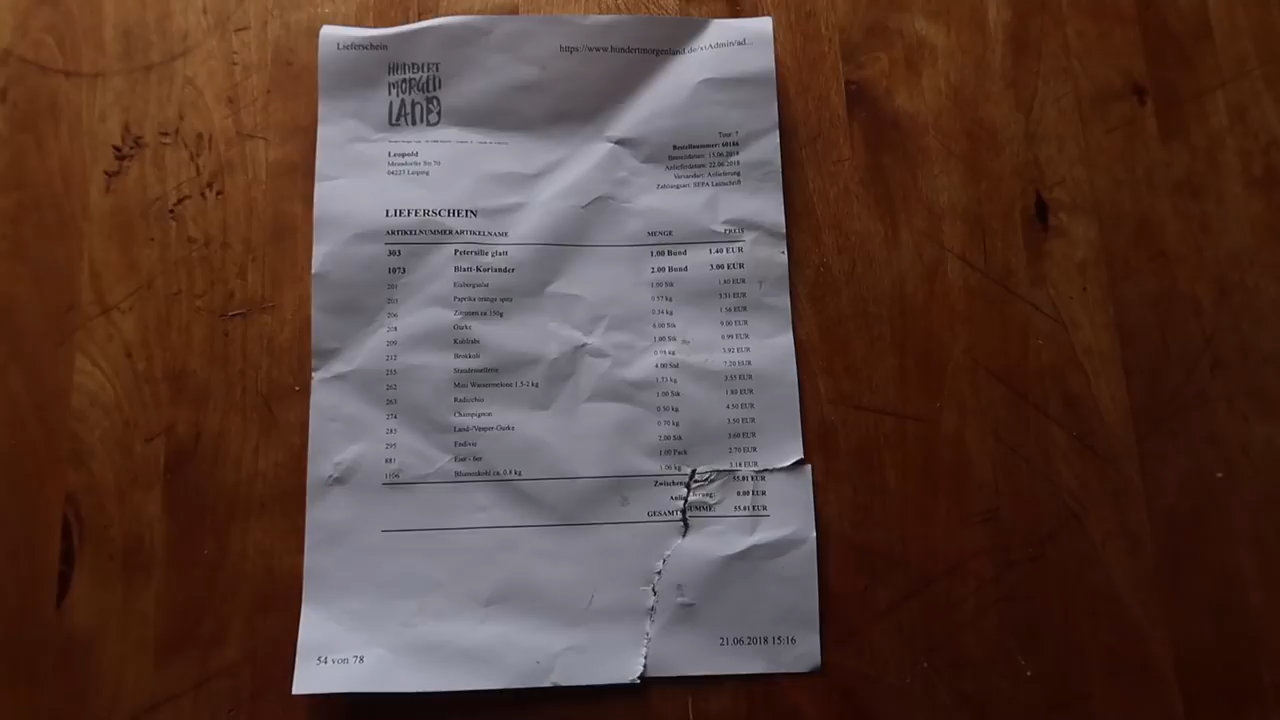 Lieferschein https://www.hundertmorgenland.de/xtAdmin/ad...
HUNDERT
MORGEN
LAND
Tour: 7
Bestellnummer: 60186
Bestelldatum: 15.06.2018
Anlieferdatum: 22.06.2018
Versandart: Anlieferung
Zahlungsart: SEPA Lastschrift
Leopold
04223 Leipzig
LIEFERSCHEIN
ARTIKELNUMMER ARTIKELNAME MENGE PREIS
303 Petersilie glatt 1.00 Bund 1.40 EUR
1073 Blatt-Koriander 2.00 Bund 3.00 EUR
201 Eisbergsalat 1.00 Stk 1.80 EUR
203 Paprika orange spitz 0.57 kg 3.31 EUR
206 ca. 150g 0.34 kg 1.56 EUR
208 Gurke 6.00 Stk 9.00 EUR
209 Kohlrabi 1.00 Stk 0.99 EUR
212 Brokkoli 0.98 kg 3.92 EUR
255 Staudensellerie 4.00 Stk 7.20 EUR
262 Mini Wassermelone 1.5-2 kg 1.73 kg 3.55 EUR
263 Radicchio 1.00 Stk 1.80 EUR
274 Champignon 0.50 kg 4.50 EUR
285 Land-/Vesper-Gurke 0.70 kg 3.50 EUR
295 Endivie 2.00 Stk 3.60 EUR
881 Eier - 6er 1.00 Pack 2.70 EUR
1106 Blumenkohl ca. 0.8 kg 1.06 kg 3.18 EUR
Zwischens 55.01 EUR
Anlieferung: 0.00 EUR
GESAMTSUMME: 55.01 EUR
21.06.2018 15:16
54 von 78